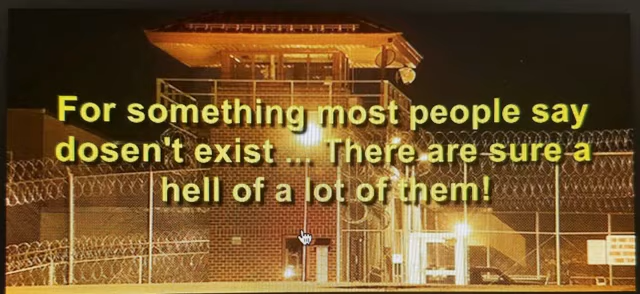 For something most people say
dosen't exist ... There are sure a
hell of a lot of them!